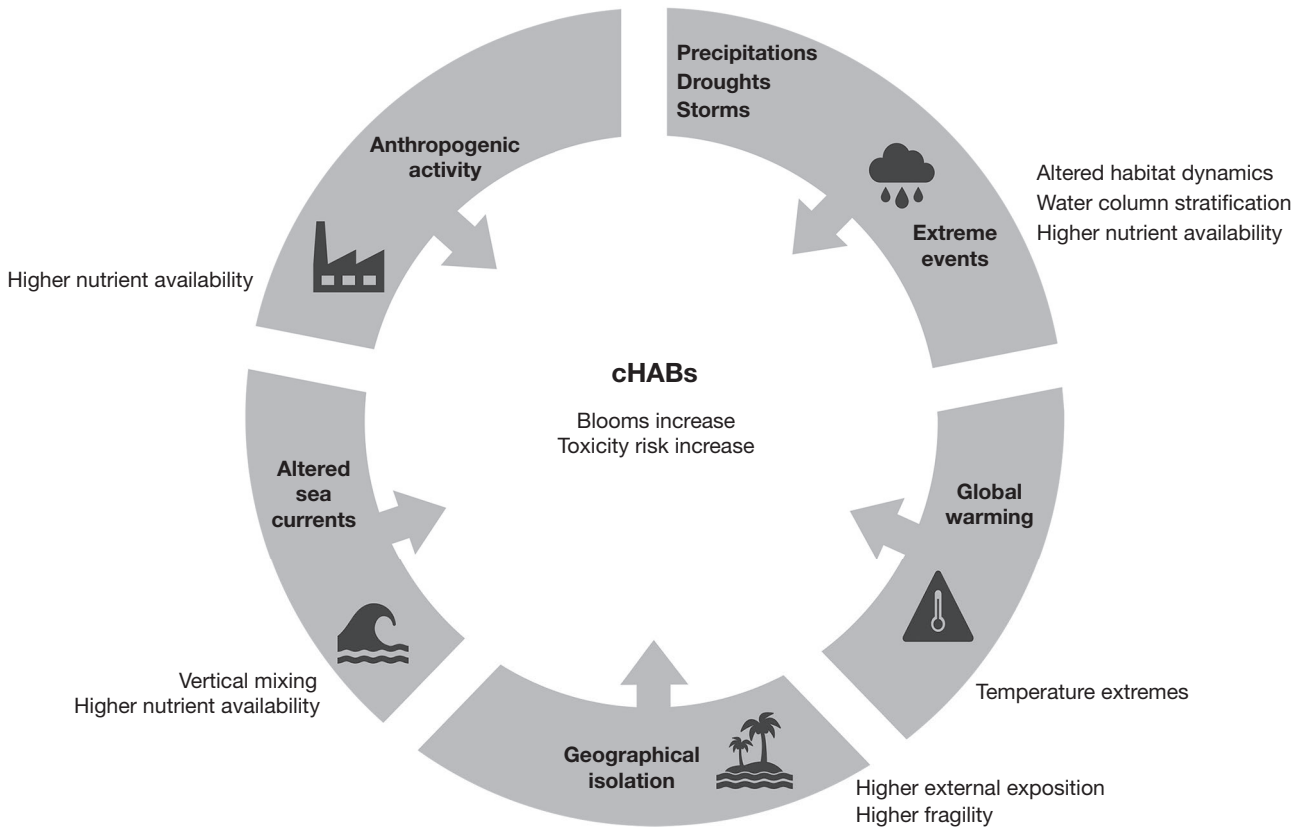 Precipitations
Droughts
Storms
Extreme
events
Altered habitat dynamics
Water column stratification
Higher nutrient availability
Anthropogenic
activity
Higher nutrient availability
cHABs
Blooms increase
Toxicity risk increase
Altered
sea
currents
Vertical mixing
Higher nutrient availability
Global
warming
Temperature extremes
Geographical
isolation
Higher external exposition
Higher fragility